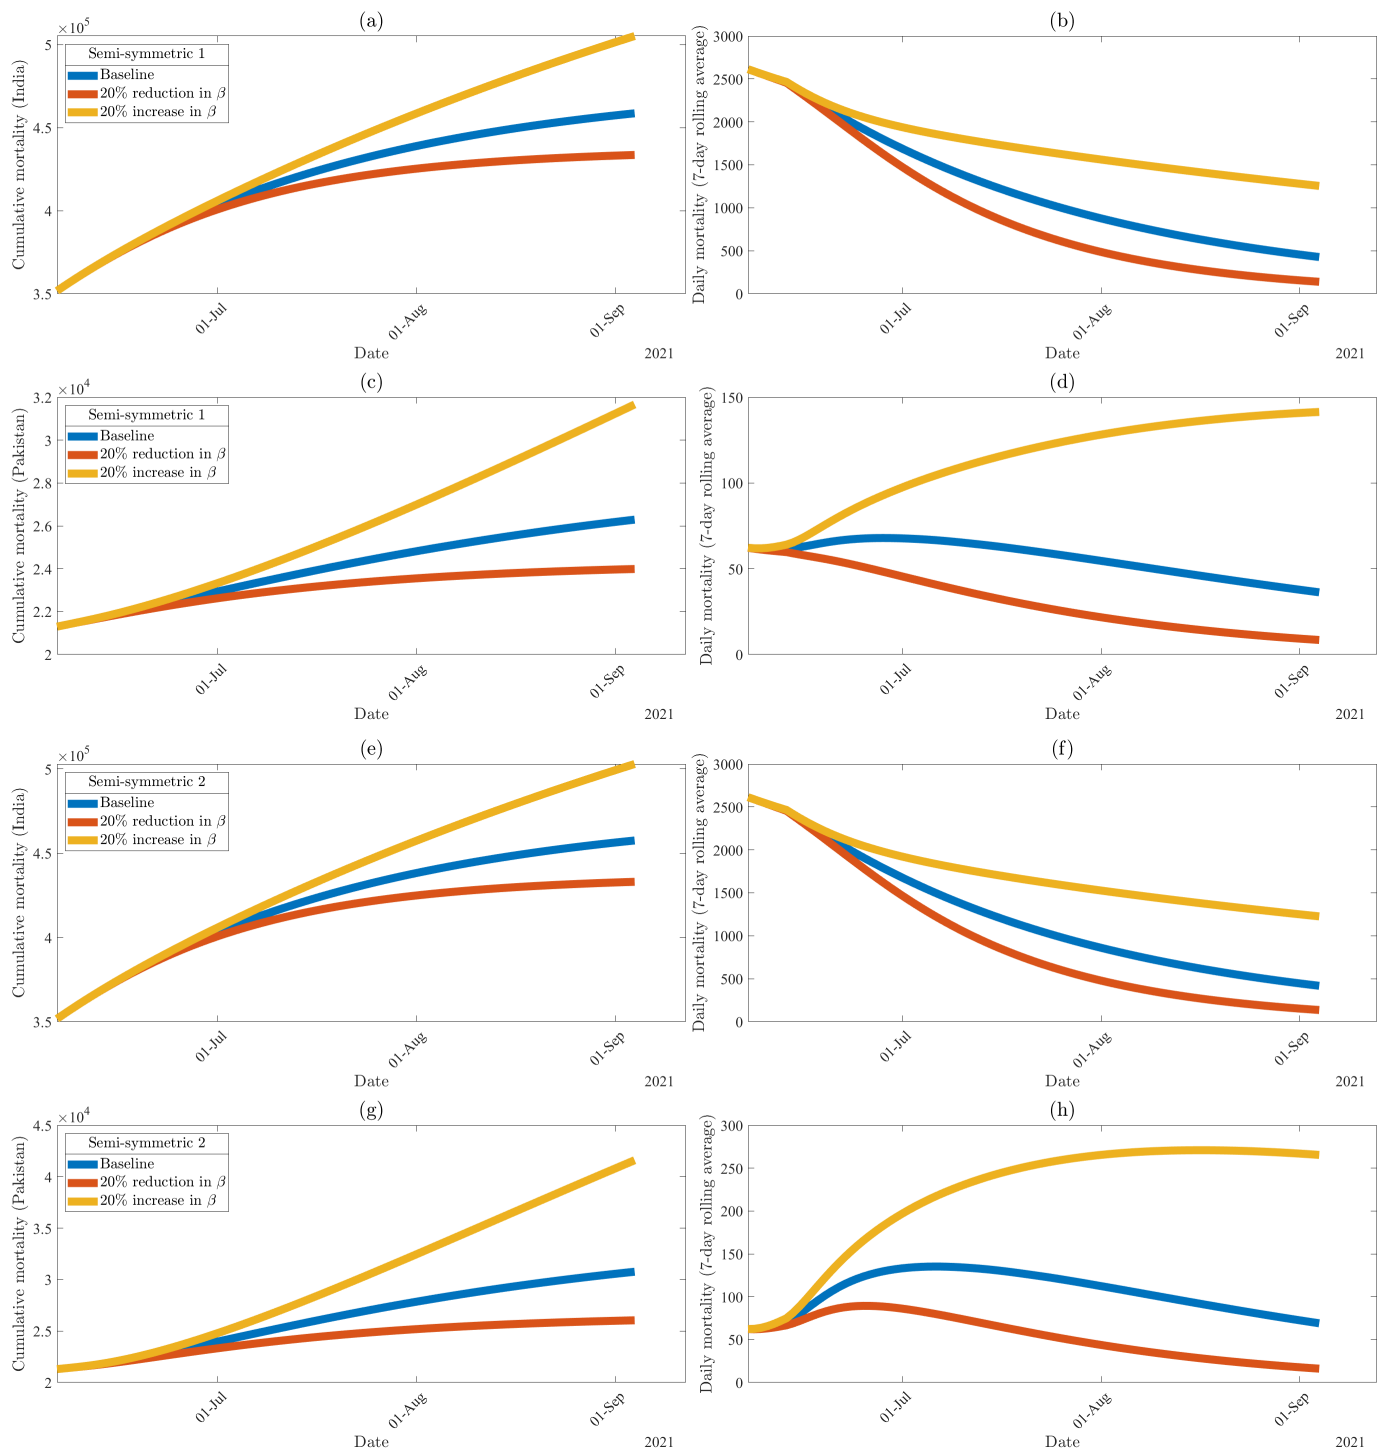 (a)
×10⁵
Cumulative mortality (India)
5
4.5
4
3.5
Semi-symmetric 1
Baseline
20% reduction in β
20% increase in β
01-Jul
01-Aug
01-Sep
Date
2021
(b)
Daily mortality (7-day rolling average)
3000
2500
2000
1500
1000
500
0
01-Jul
01-Aug
01-Sep
Date
2021
(c)
×10⁴
Cumulative mortality (Pakistan)
3.2
3
2.8
2.6
2.4
2.2
2
Semi-symmetric 1
Baseline
20% reduction in β
20% increase in β
01-Jul
01-Aug
01-Sep
Date
2021
(d)
Daily mortality (7-day rolling average)
150
100
50
0
01-Jul
01-Aug
01-Sep
Date
2021
(e)
×10⁵
Cumulative mortality (India)
5
4.5
4
3.5
Semi-symmetric 2
Baseline
20% reduction in β
20% increase in β
01-Jul
01-Aug
01-Sep
Date
2021
(f)
Daily mortality (7-day rolling average)
3000
2500
2000
1500
1000
500
0
01-Jul
01-Aug
01-Sep
Date
2021
(g)
×10⁴
Cumulative mortality (Pakistan)
4.5
4
3.5
3
2.5
2
Semi-symmetric 2
Baseline
20% reduction in β
20% increase in β
01-Jul
01-Aug
01-Sep
Date
2021
(h)
Daily mortality (7-day rolling average)
300
250
200
150
100
50
0
01-Jul
01-Aug
01-Sep
Date
2021